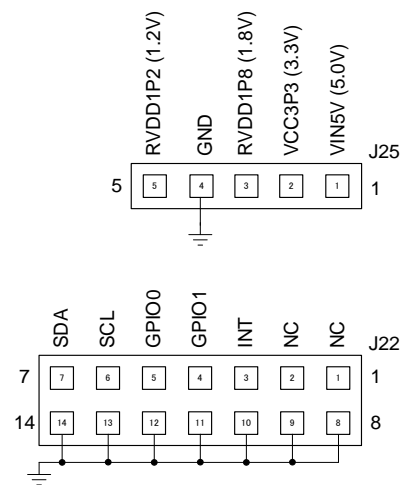 RVDD1P2 (1.2V)
GND
RVDD1P8 (1.8V)
VCC3P3 (3.3V)
VIN5V (5.0V)
J25
5 5 4 3 2 1 1
SDA
SCL
GPIO0
GPIO1
INT
NC
NC
J22
7 7 6 5 4 3 2 1 1
14 14 13 12 11 10 9 8 8